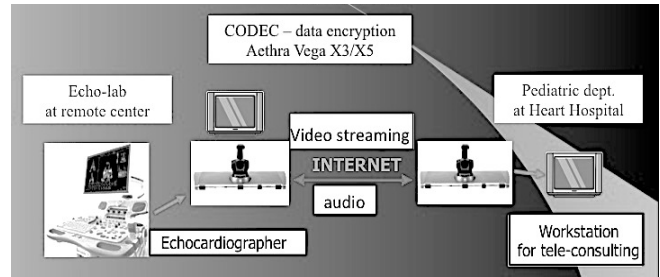 CODEC – data encryption
Aethra Vega X3/X5
Echo-lab
at remote center
Pediatric dept.
at Heart Hospital
Video streaming
INTERNET
audio
Echocardiographer
Workstation
for tele-consulting